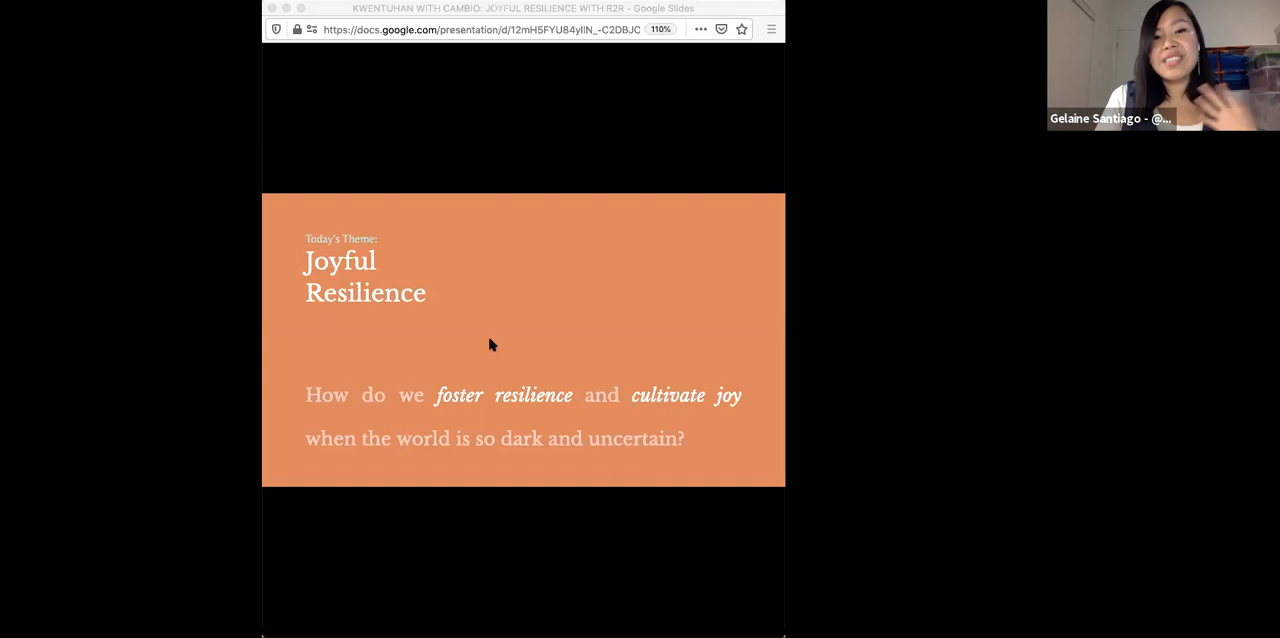 KWENTUHAN WITH CAMBIO: JOYFUL RESILIENCE WITH R2R - Google Slides
https://docs.google.com/presentation/d/12mH5FYU84yIIN_-C2DBJC
110%
Gelaine Santiago - @...
Today's Theme:
Joyful
Resilience
How do we foster resilience and cultivate joy
when the world is so dark and uncertain?